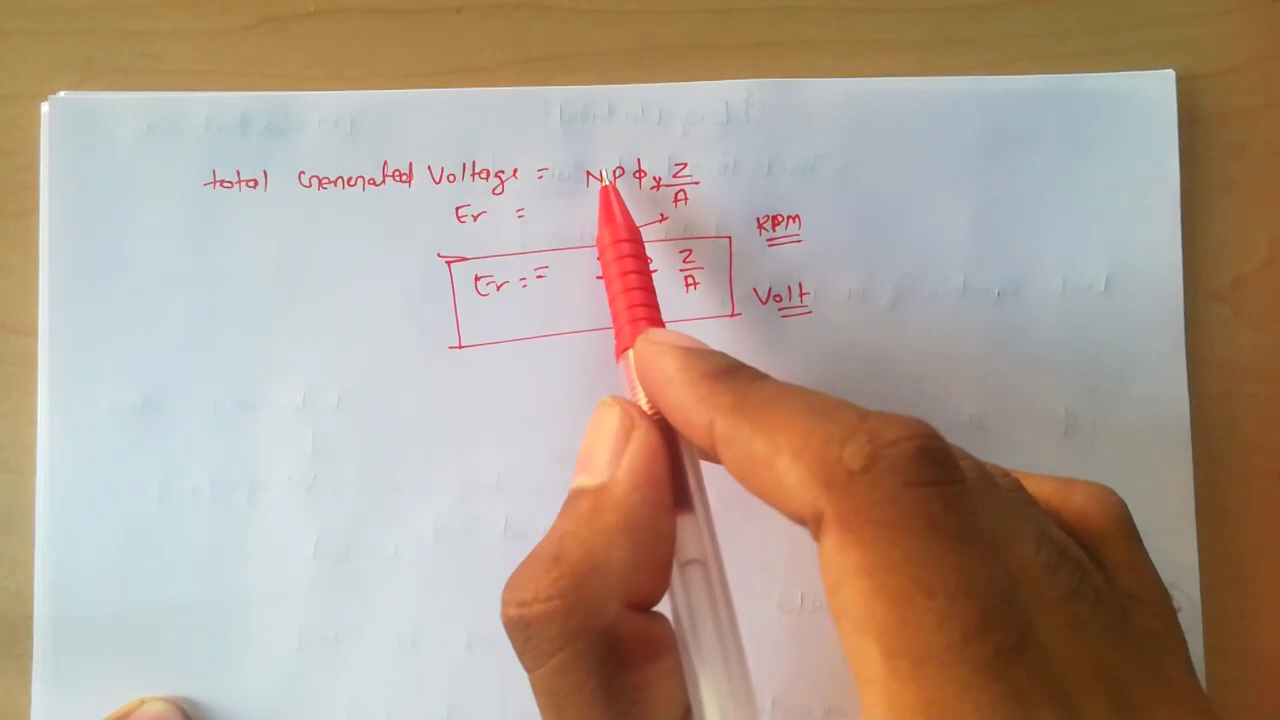 total Generated Voltage = NPϕ × Z/A
Er =
RPM
Er = = Z/A
Volt